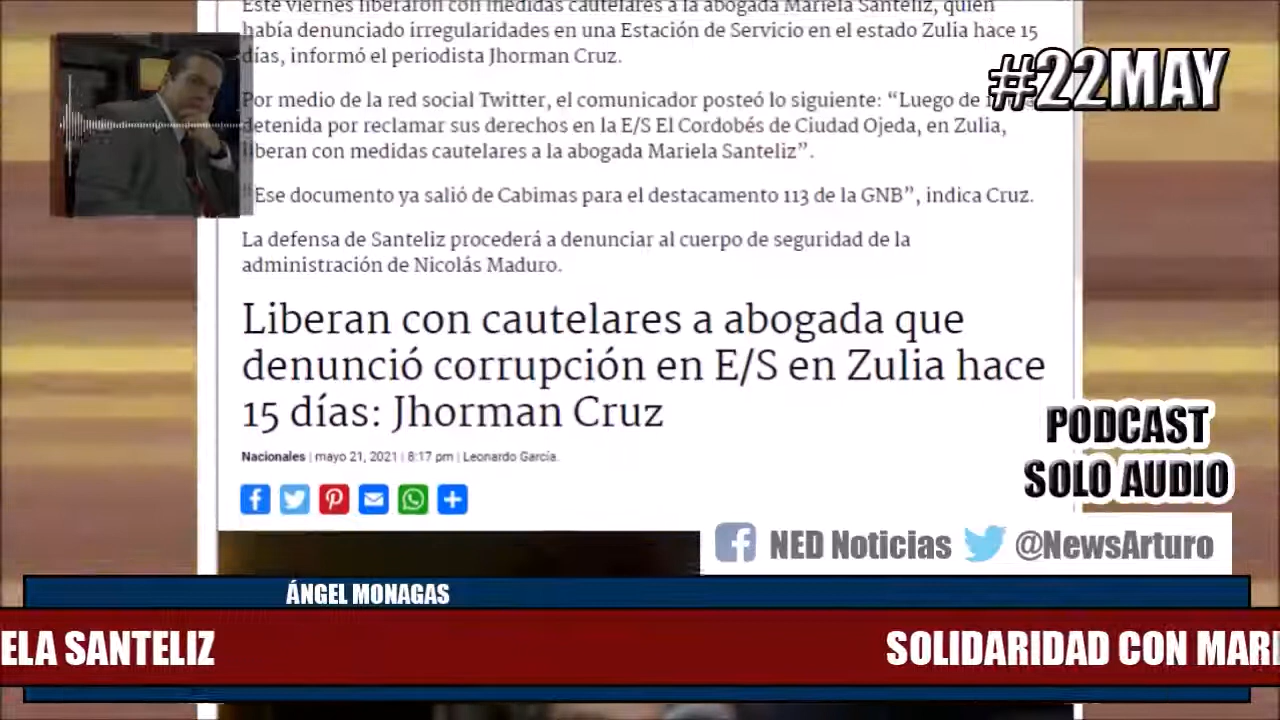 Este viernes liberaron con medidas cautelares a la abogada Mariela Santeliz, quien
había denunciado irregularidades en una Estación de Servicio en el estado Zulia hace 15
días, informó el periodista Jhorman Cruz.
#22MAY
Por medio de la red social Twitter, el comunicador posteó lo siguiente: “Luego de
detenida por reclamar sus derechos en la E/S El Cordobés de Ciudad Ojeda, en Zulia,
liberan con medidas cautelares a la abogada Mariela Santeliz”.
“Ese documento ya salió de Cabimas para el destacamento 113 de la GNB”, indica Cruz.
La defensa de Santeliz procederá a denunciar al cuerpo de seguridad de la
administración de Nicolás Maduro.
Liberan con cautelares a abogada que
denunció corrupción en E/S en Zulia hace
15 días: Jhorman Cruz
Nacionales | mayo 21, 2021 | 8:17 pm | Leonardo García.
PODCAST
SOLO AUDIO
NED Noticias @NewsArturo
ÁNGEL MONAGAS
ELA SANTELIZ SOLIDARIDAD CON MARI